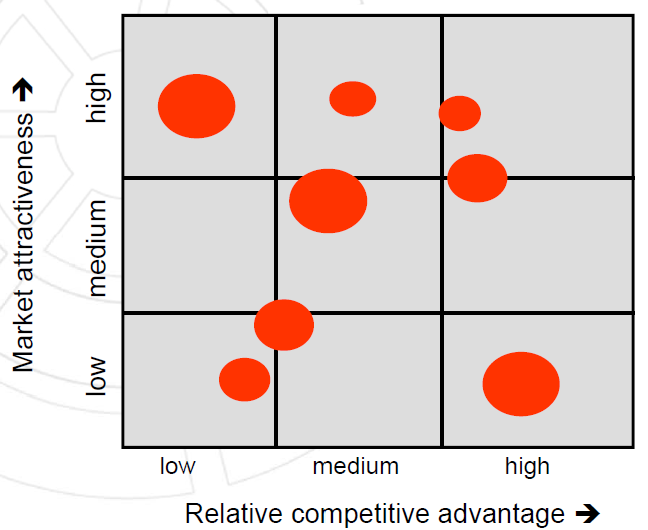 Market attractiveness ➔
high
medium
low
low medium high
Relative competitive advantage ➔